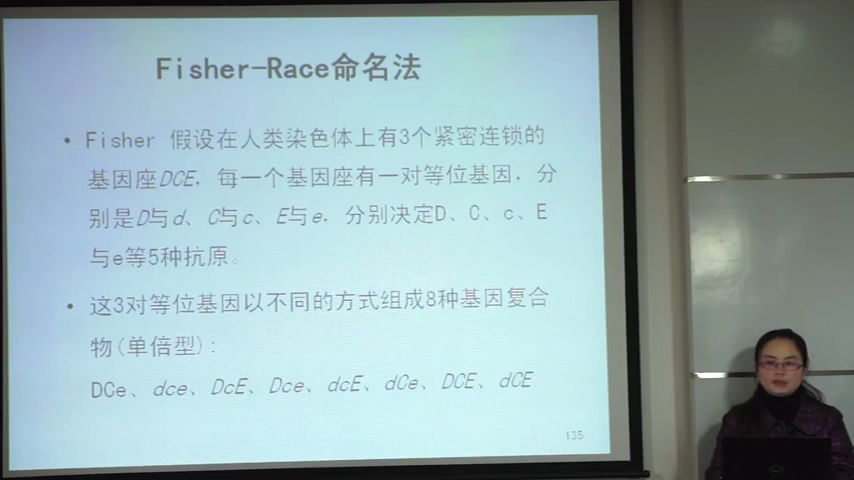 Fisher-Race命名法
• Fisher 假设在人类染色体上有3个紧密连锁的
基因座DCE，每一个基因座有一对等位基因，分
别是D与d、C与c、E与e，分别决定D、C、c、E
与e等5种抗原。
• 这3对等位基因以不同的方式组成8种基因复合
物(单倍型)：
DCe、dce、DcE、Dce、dcE、dCe、DCE、dCE
135
DELL